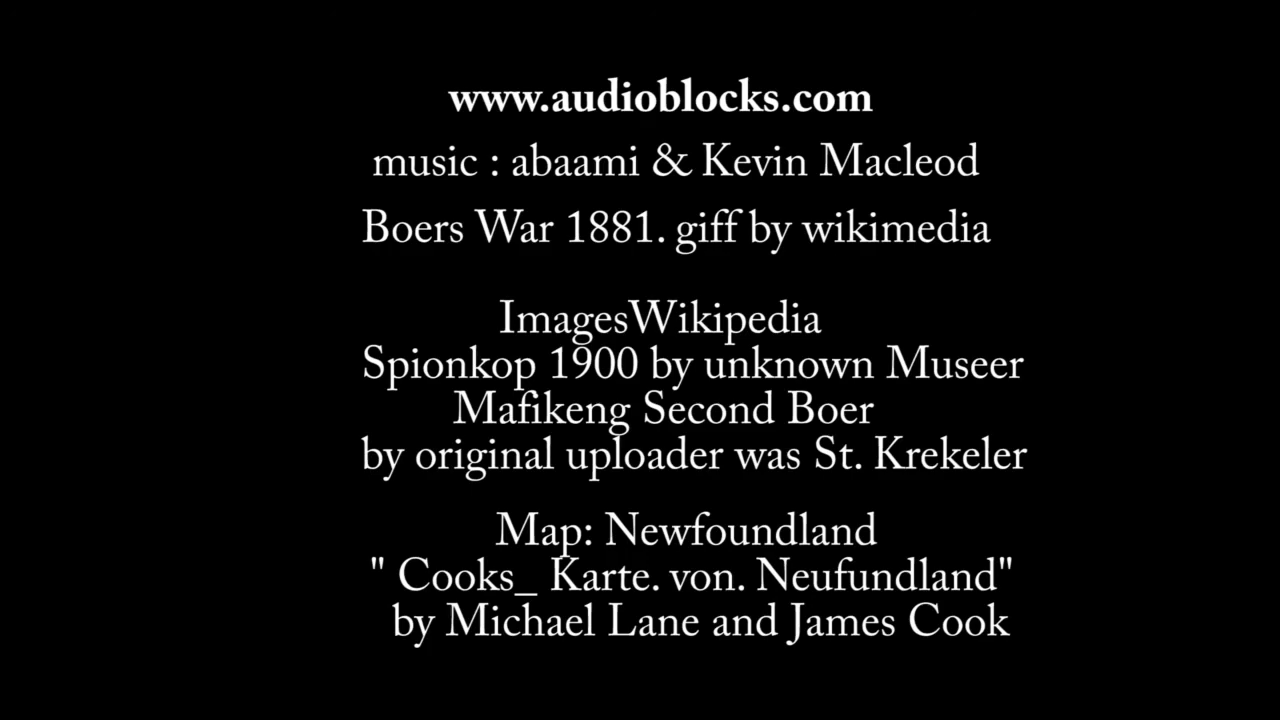 www.audioblocks.com
music : abaami & Kevin Macleod
Boers War 1881. giff by wikimedia
ImagesWikipedia
Spionkop 1900 by unknown Museer
Mafikeng Second Boer
by original uploader was St. Krekeler
Map: Newfoundland
" Cooks_ Karte. von. Neufundland"
by Michael Lane and James Cook